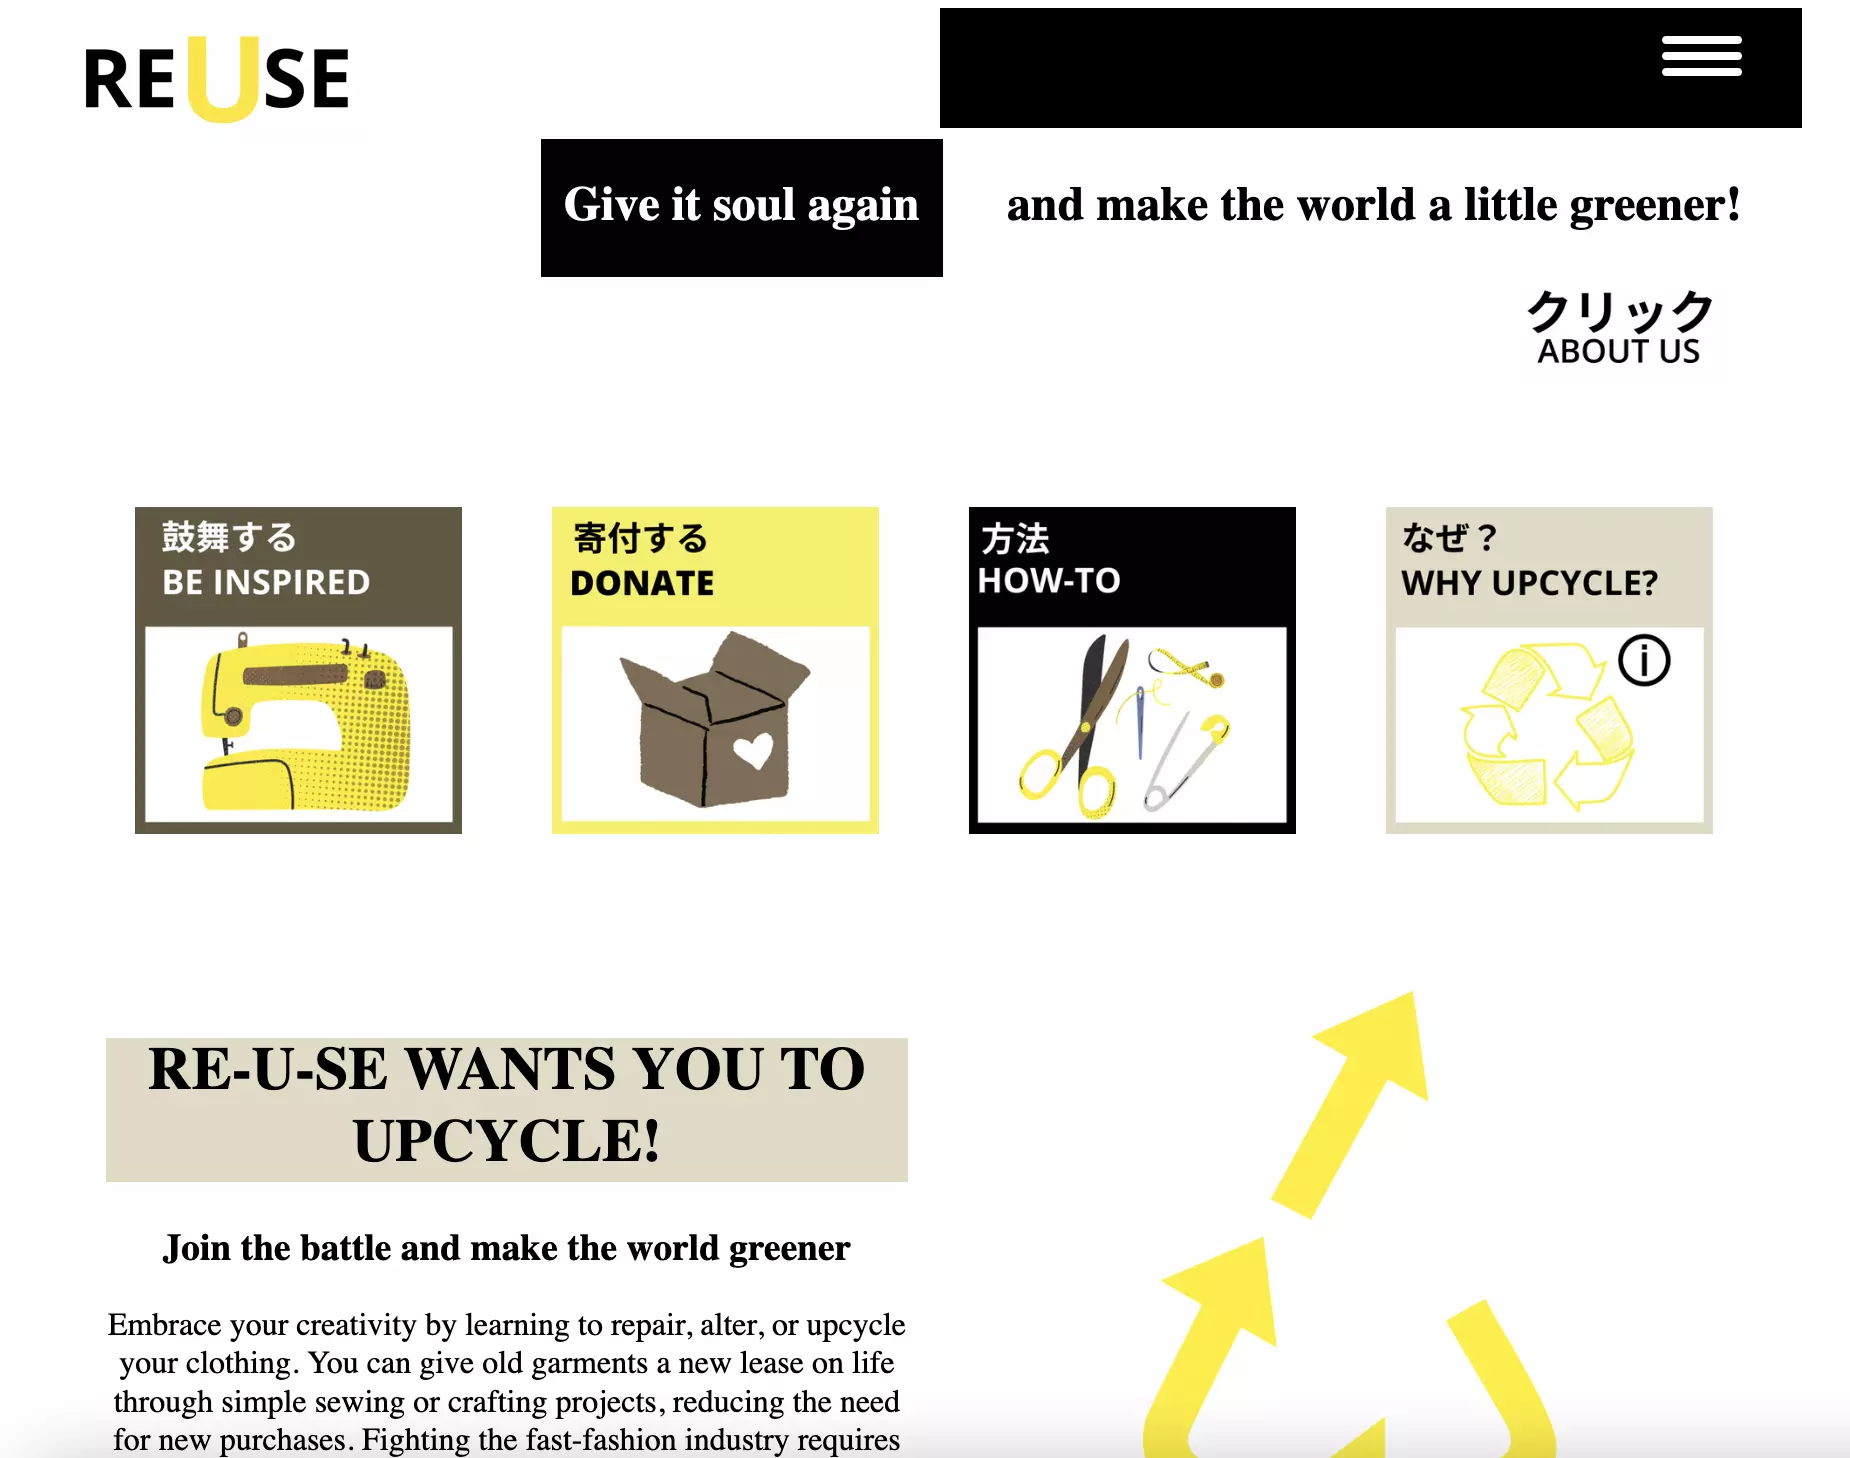 REUSE
Give it soul again
and make the world a little greener!
クリック
ABOUT US
鼓舞する
BE INSPIRED
寄付する
DONATE
方法
HOW-TO
なぜ？
WHY UPCYCLE?
i
RE-U-SE WANTS YOU TO
UPCYCLE!
Join the battle and make the world greener
Embrace your creativity by learning to repair, alter, or upcycle
your clothing. You can give old garments a new lease on life
through simple sewing or crafting projects, reducing the need
for new purchases. Fighting the fast-fashion industry requires